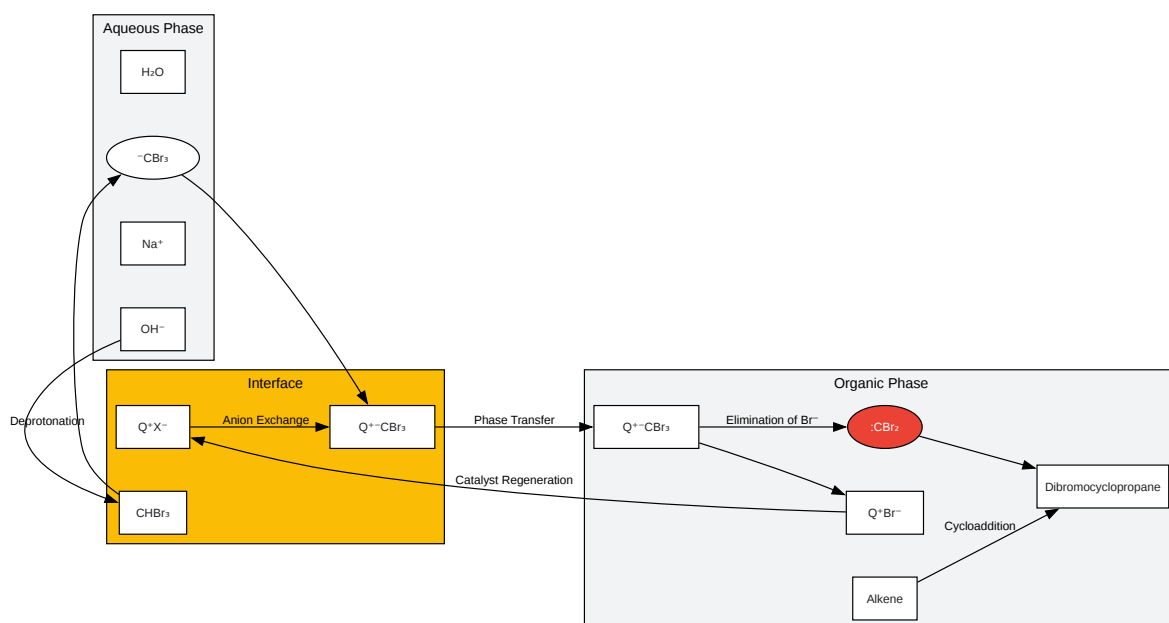 Aqueous Phase
H₂O
⁻CBr₃
Na⁺
OH⁻
Deprotonation
Interface
Q⁺X⁻
Anion Exchange
Q⁺⁻CBr₃
CHBr₃
Phase Transfer
Catalyst Regeneration
Organic Phase
Q⁺⁻CBr₃
Elimination of Br⁻
:CBr₂
Q⁺Br⁻
Dibromocyclopropane
Cycloaddition
Alkene